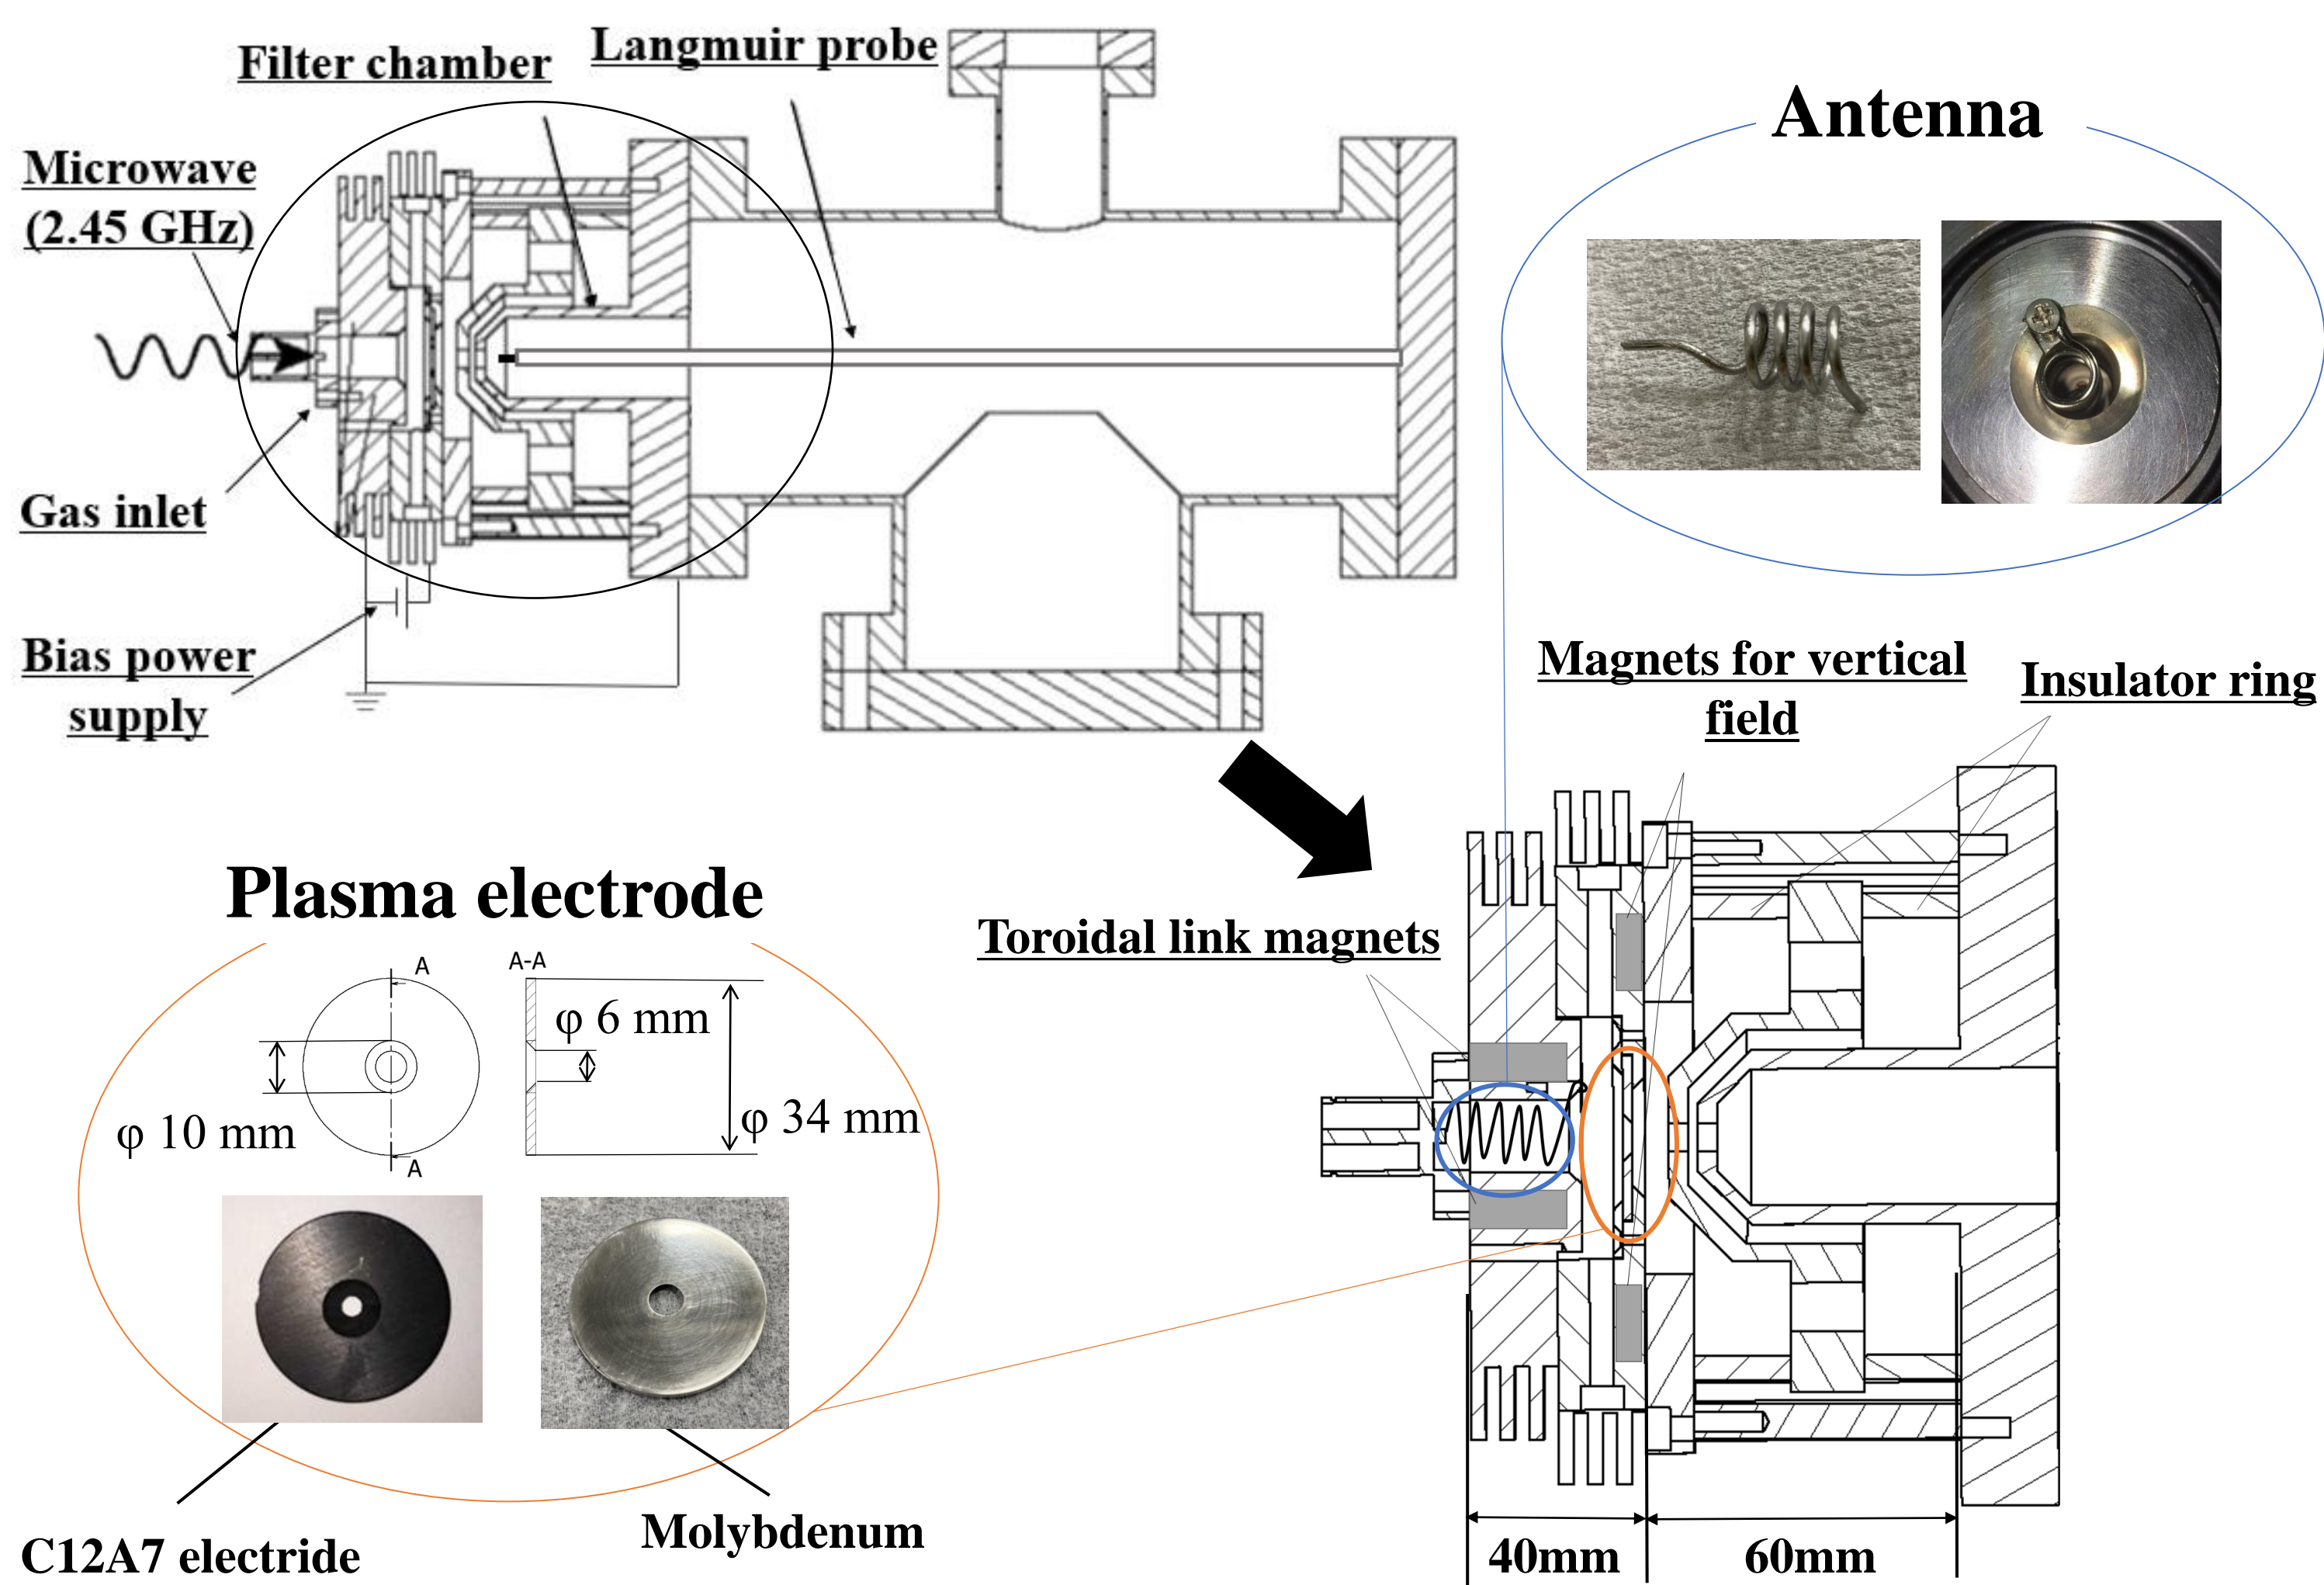 Filter chamber
Langmuir probe
Microwave
(2.45 GHz)
Gas inlet
Bias power
supply
Antenna
Magnets for vertical
field
Insulator ring
Toroidal link magnets
40mm
60mm
Plasma electrode
A
A-A
φ 6 mm
φ 10 mm
φ 34 mm
A
C12A7 electride
Molybdenum